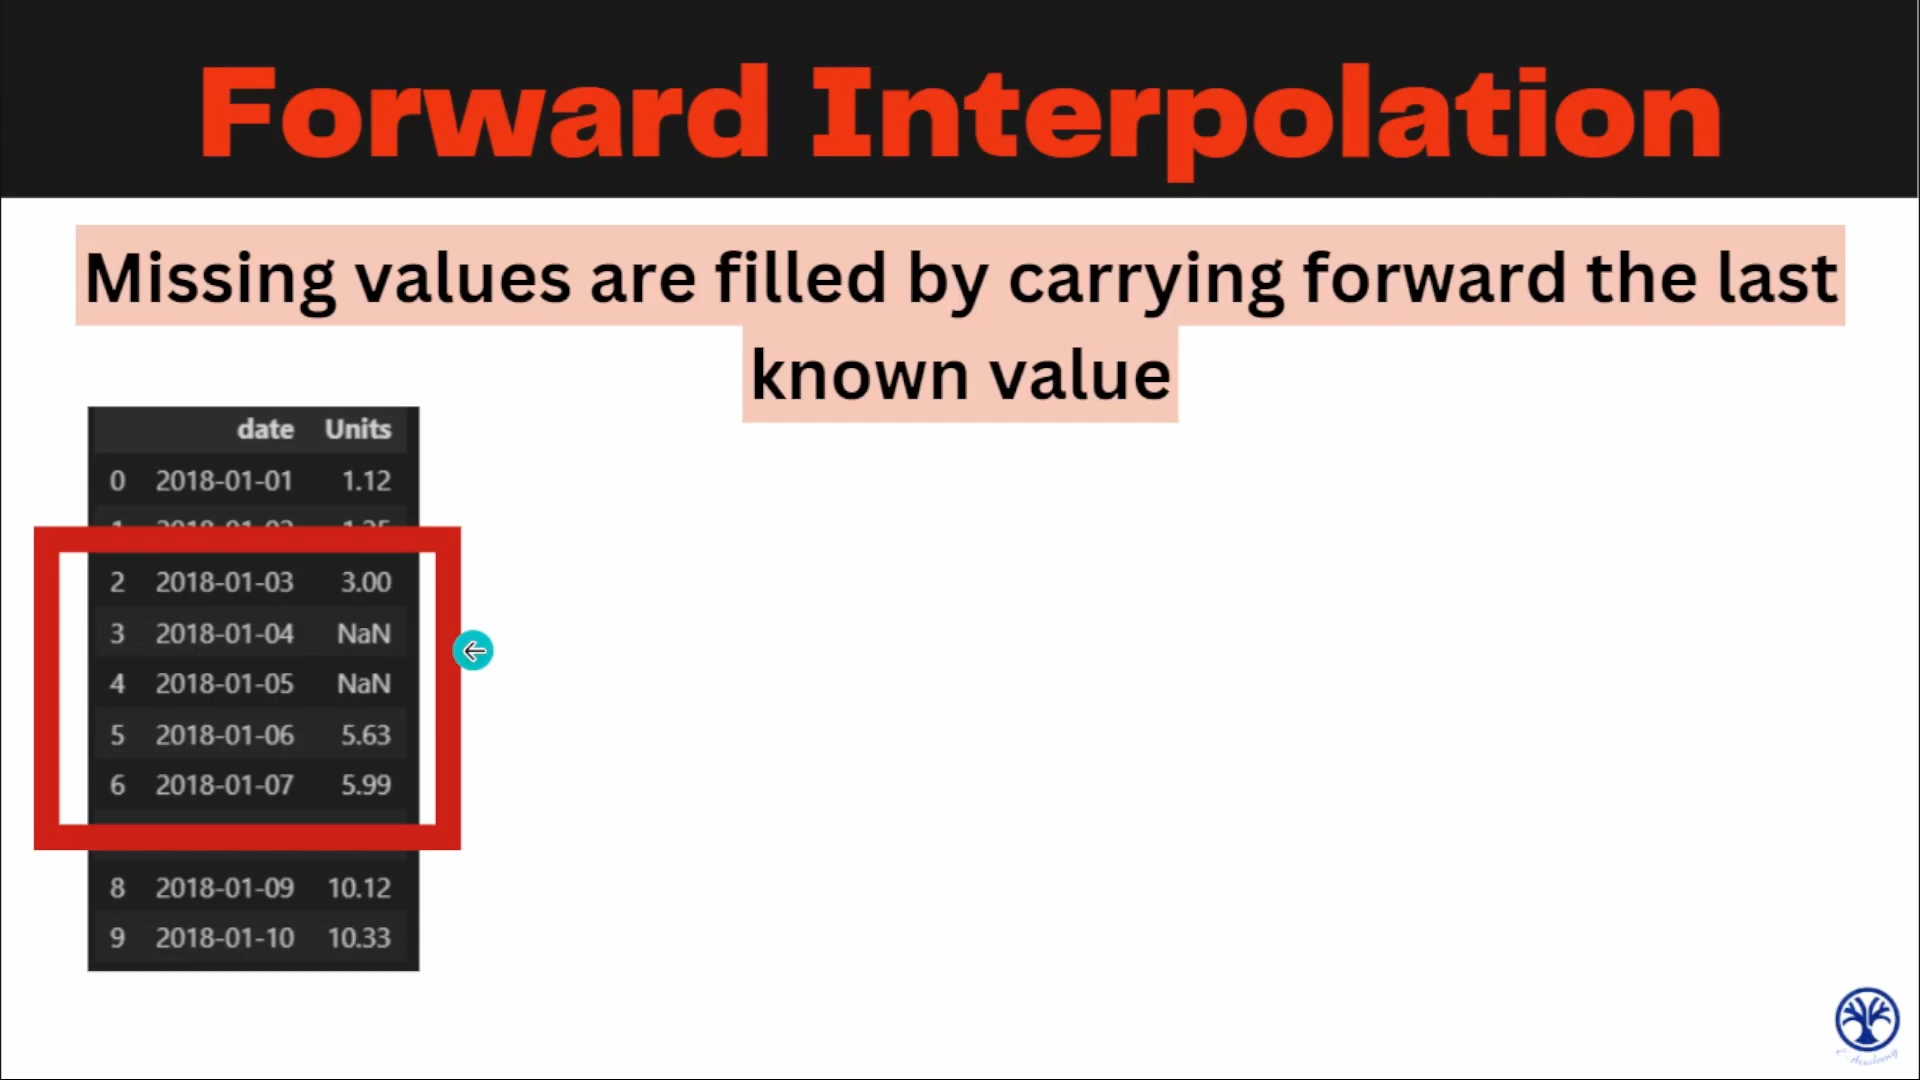 Forward Interpolation
Missing values are filled by carrying forward the last
known value
date Units
0 2018-01-01 1.12
2 2018-01-03 3.00
3 2018-01-04 NaN
4 2018-01-05 NaN
5 2018-01-06 5.63
6 2018-01-07 5.99
8 2018-01-09 10.12
9 2018-01-10 10.33